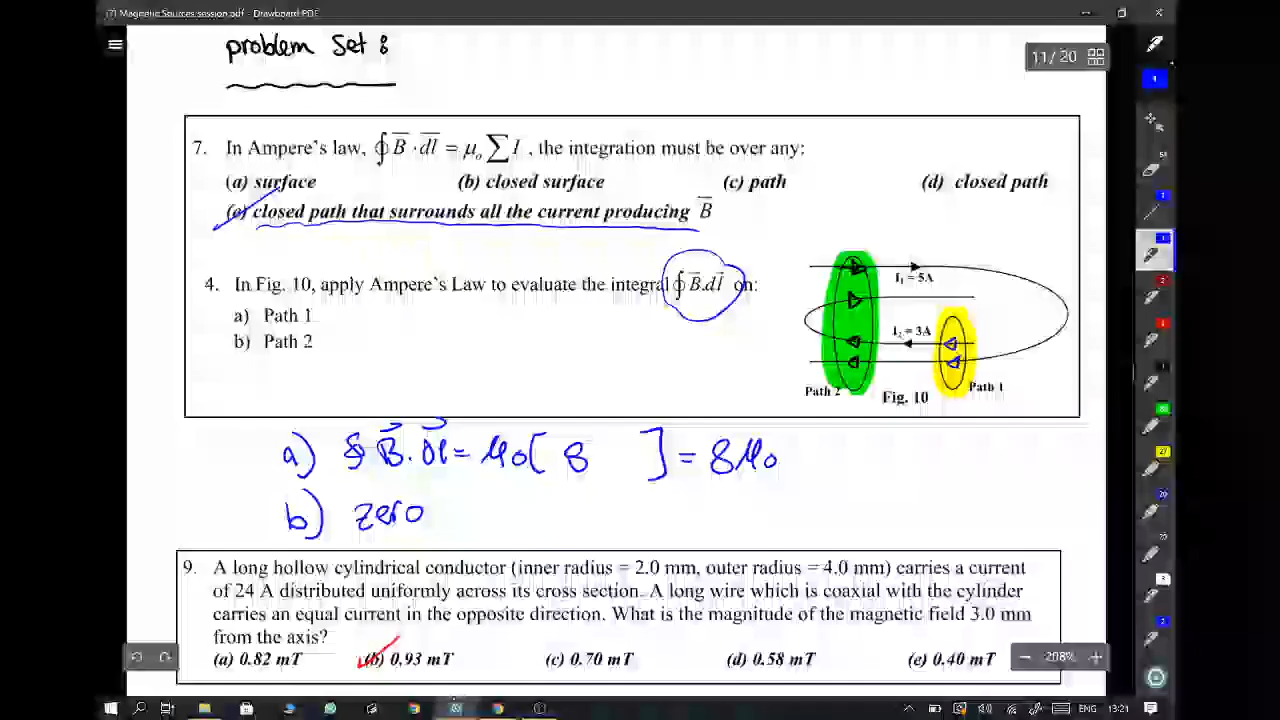 (7) Magnetic Sources session.pdf - Drawboard PDF
problem Set 8
11/20
7. In Ampere's law, ∮ B̅ · dl̅ = μ₀ ∑ I , the integration must be over any:
(a) surface (b) closed surface (c) path (d) closed path
(e) closed path that surrounds all the current producing B̅
4. In Fig. 10, apply Ampere's Law to evaluate the integral ∮ B̅.dl̅ on:
a) Path 1
b) Path 2
I₁ = 5A
I₂ = 3A
Path 2
Fig. 10
Path 1
a) ∮ B⃗ . dl⃗ = μ₀ [ 8 ] = 8μ₀
b) zero
9. A long hollow cylindrical conductor (inner radius = 2.0 mm, outer radius = 4.0 mm) carries a current
of 24 A distributed uniformly across its cross section. A long wire which is coaxial with the cylinder
carries an equal current in the opposite direction. What is the magnitude of the magnetic field 3.0 mm
from the axis?
(a) 0.82 mT (b) 0.93 mT (c) 0.70 mT (d) 0.58 mT (e) 0.40 mT
208%
ENG 13:21